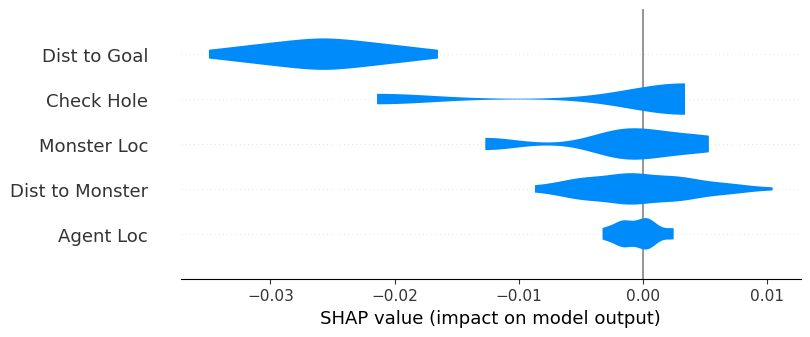 Dist to Goal
Check Hole
Monster Loc
Dist to Monster
Agent Loc
−0.03 −0.02 −0.01 0.00 0.01
SHAP value (impact on model output)